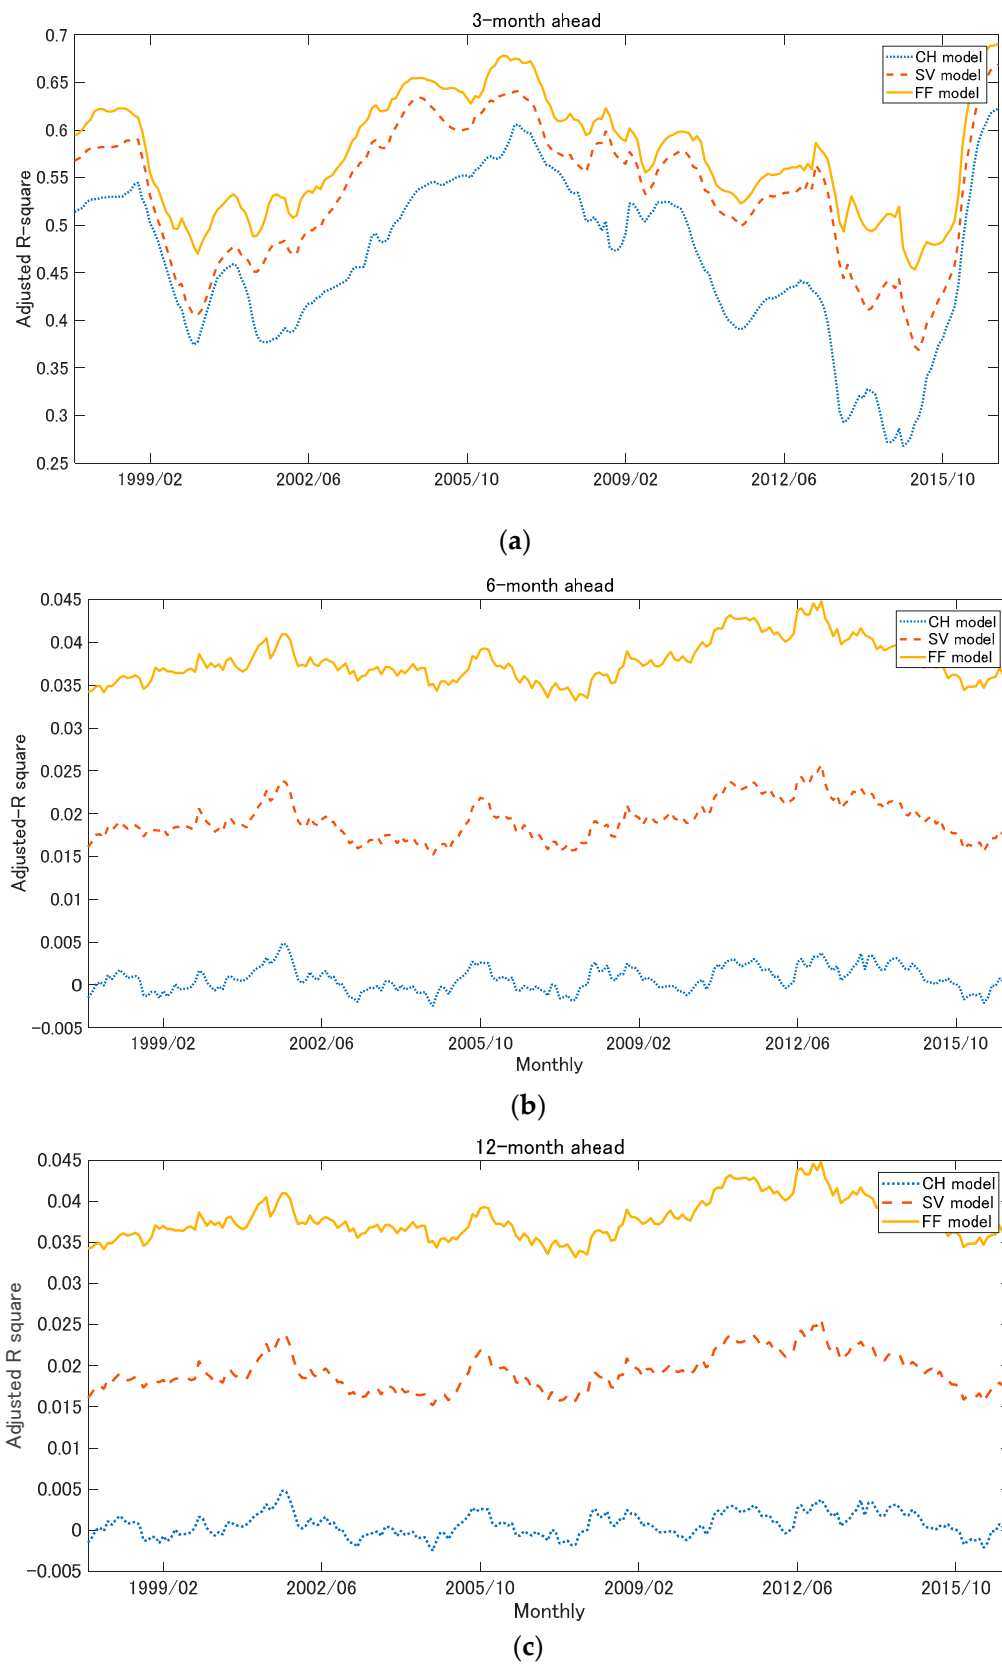 3-month ahead
0.7
0.65
0.6
0.55
0.5
0.45
0.4
0.35
0.3
0.25
Adjusted R-square
CH model
SV model
FF model
1999/02 2002/06 2005/10 2009/02 2012/06 2015/10
(a)
6-month ahead
0.045
0.04
0.035
0.03
0.025
0.02
0.015
0.01
0.005
0
-0.005
Adjusted-R square
CH model
SV model
FF model
1999/02 2002/06 2005/10 2009/02 2012/06 2015/10
Monthly
(b)
12-month ahead
0.045
0.04
0.035
0.03
0.025
0.02
0.015
0.01
0.005
0
-0.005
Adjusted R square
CH model
SV model
FF model
1999/02 2002/06 2005/10 2009/02 2012/06 2015/10
Monthly
(c)